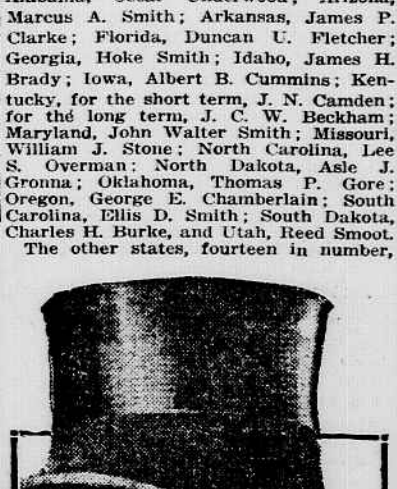 Marcus A. Smith; Arkansas, James P.
Clarke; Florida, Duncan U. Fletcher;
Georgia, Hoke Smith; Idaho, James H.
Brady; Iowa, Albert B. Cummins; Ken-
tucky, for the short term, J. N. Camden;
for thé long term, J. C. W. Beckham;
Maryland, John Walter Smith; Missouri,
William J. Stone; North Carolina, Lee
S. Overman; North Dakota, Asle J.
Gronna; Oklahoma, Thomas P. Gore;
Oregon, George E. Chamberlain; South
Carolina, Ellis D. Smith; South Dakota,
Charles H. Burke, and Utah, Reed Smoot.
The other states, fourteen in number,